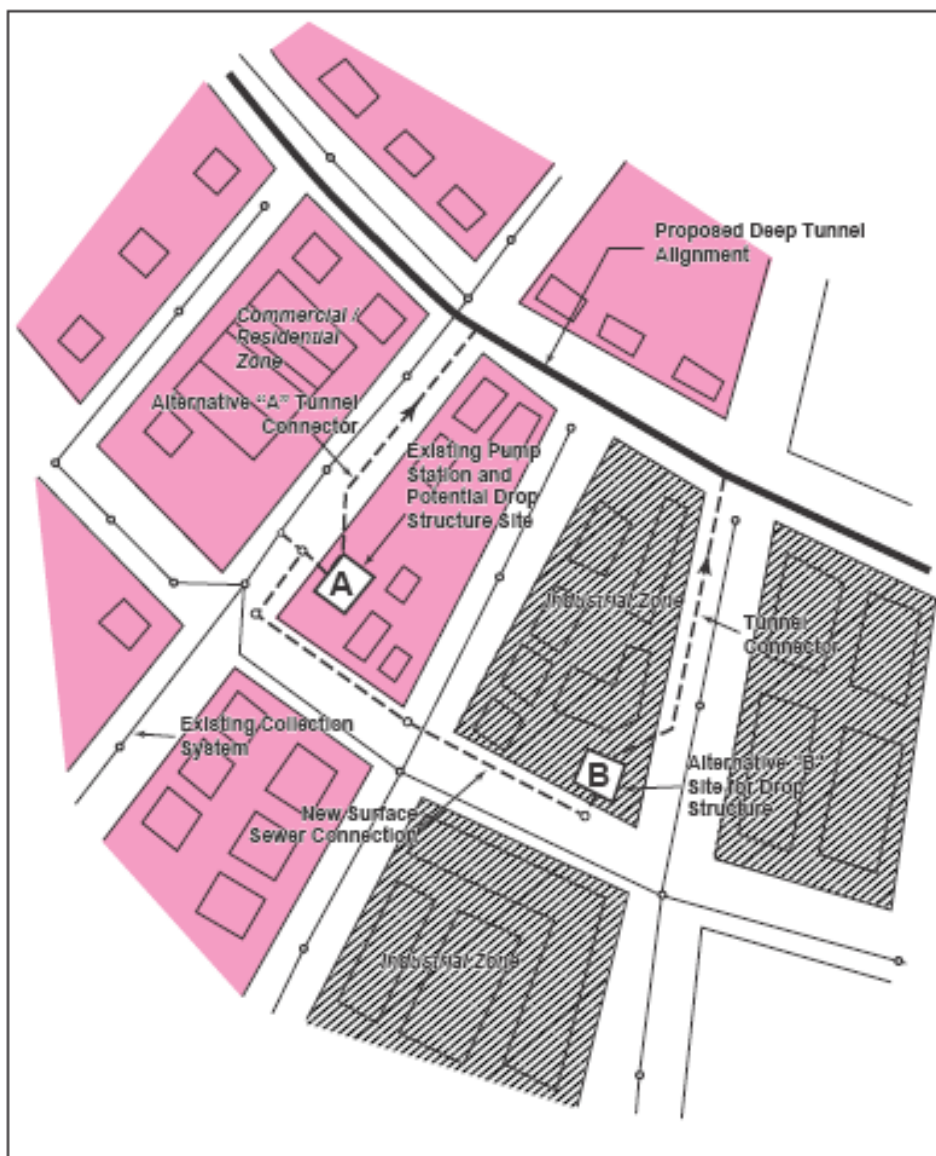 Proposed Deep Tunnel
Alignment
Commercial /
Residential
Zone
Alternative “A” Tunnel
Connector
Existing Pump
Station and
Potential Drop
Structure Site
A
Industrial Zone
Tunnel
Connector
Existing Collection
System
B
Alternative “B”
Site for Drop
Structure
New Surface
Sewer Connection
Industrial Zone